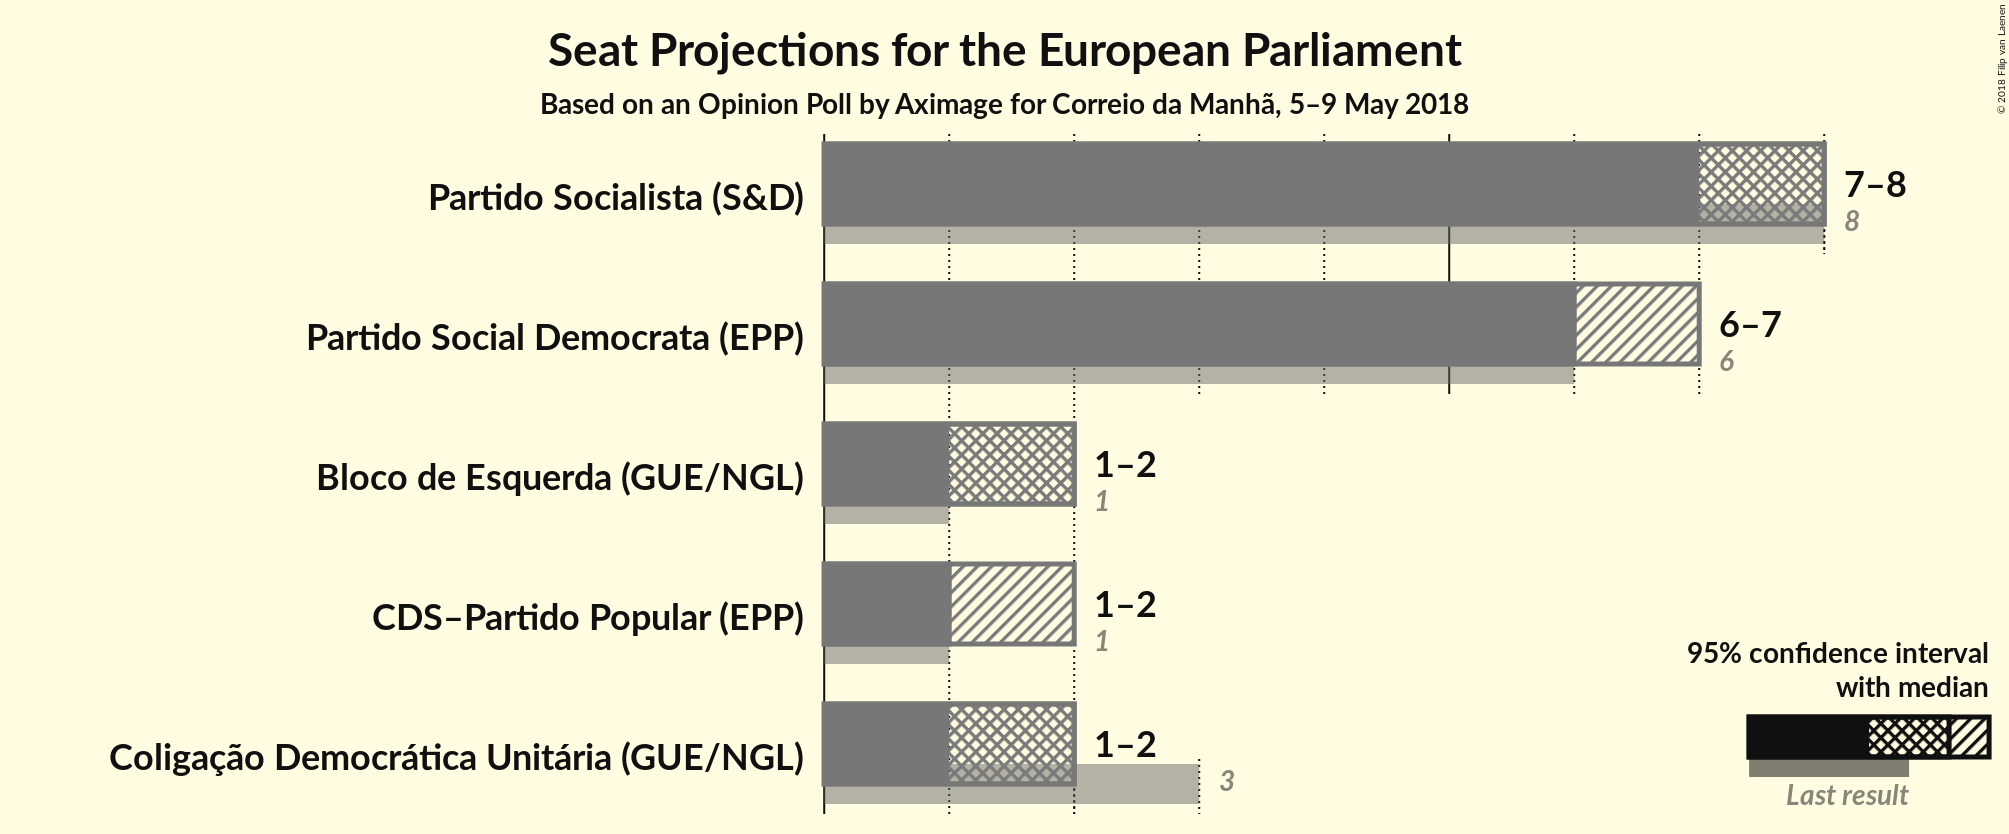 Seat Projections for the European Parliament
Based on an Opinion Poll by Aximage for Correio da Manhã, 5–9 May 2018
© 2018 Filip van Laenen
Partido Socialista (S&D)
7–8
8
Partido Social Democrata (EPP)
6–7
6
Bloco de Esquerda (GUE/NGL)
1–2
1
CDS–Partido Popular (EPP)
1–2
1
Coligação Democrática Unitária (GUE/NGL)
1–2
3
95% confidence interval
with median
Last result